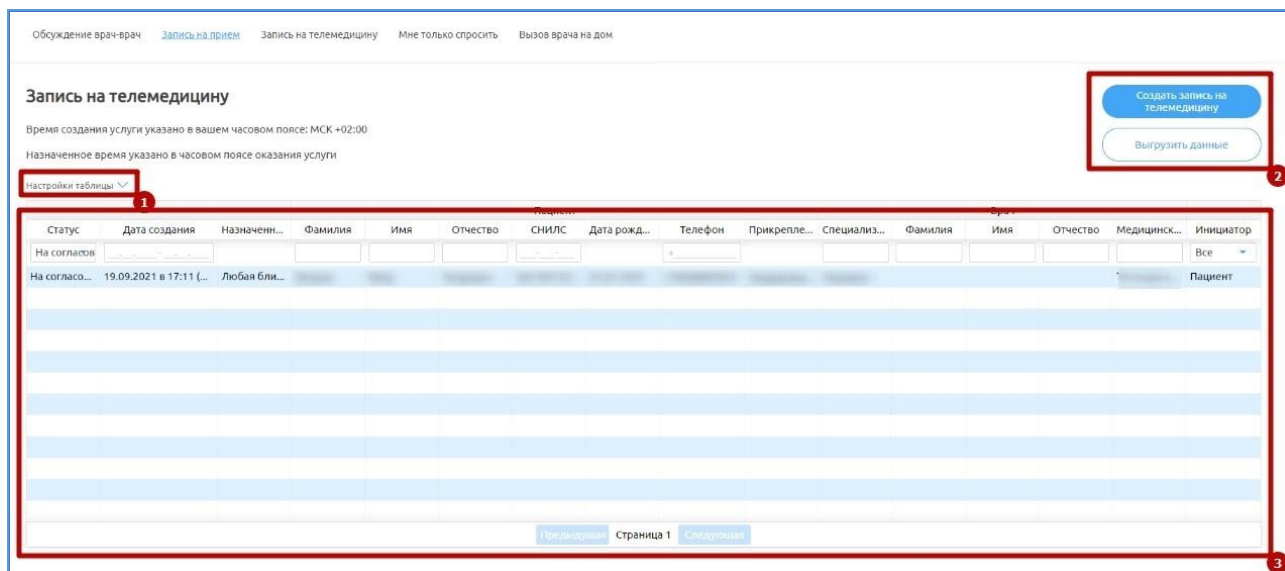 Обсуждение врач-врач Запись на прием Запись на телемедицину Мне только спросить Вызов врача на дом
Запись на телемедицину
Создать запись на
телемедицину
Время создания услуги указано в вашем часовом поясе: МСК +02:00
Выгрузить данные
Назначенное время указано в часовом поясе оказания услуги
2
Настройки таблицы
1
Пациент Врач
Статус Дата создания Назначенн... Фамилия Имя Отчество СНИЛС Дата рожд... Телефон Прикрепле... Специализ... Фамилия Имя Отчество Медицинск... Инициатор
На согласов Все
На согласо... 19.09.2021 в 17:11 (... Любая бли... Пациент
Предыдущая Страница 1 Следующая
3